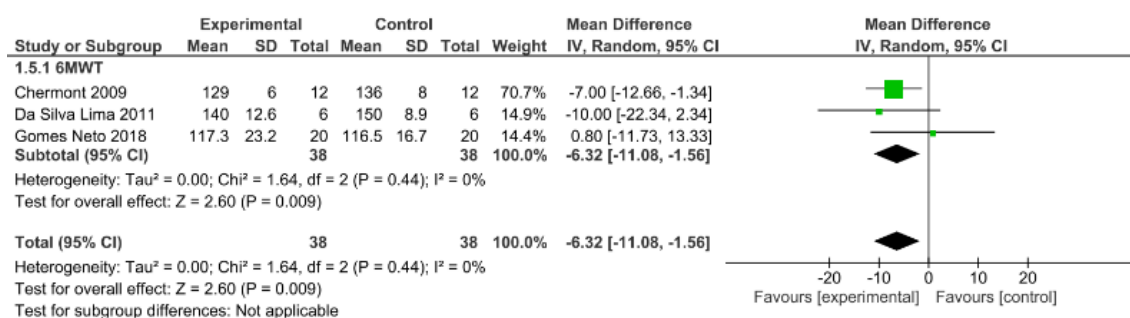 Experimental Control Mean Difference Mean Difference
Study or Subgroup Mean SD Total Mean SD Total Weight IV, Random, 95% CI IV, Random, 95% CI
1.5.1 6MWT
Chermont 2009 129 6 12 136 8 12 70.7% -7.00 [-12.66, -1.34]
Da Silva Lima 2011 140 12.6 6 150 8.9 6 14.9% -10.00 [-22.34, 2.34]
Gomes Neto 2018 117.3 23.2 20 116.5 16.7 20 14.4% 0.80 [-11.73, 13.33]
Subtotal (95% CI) 38 38 100.0% -6.32 [-11.08, -1.56]
Heterogeneity: Tau² = 0.00; Chi² = 1.64, df = 2 (P = 0.44); I² = 0%
Test for overall effect: Z = 2.60 (P = 0.009)
Total (95% CI) 38 38 100.0% -6.32 [-11.08, -1.56]
Heterogeneity: Tau² = 0.00; Chi² = 1.64, df = 2 (P = 0.44); I² = 0%
Test for overall effect: Z = 2.60 (P = 0.009)
Test for subgroup differences: Not applicable
-20 -10 0 10 20
Favours [experimental] Favours [control]